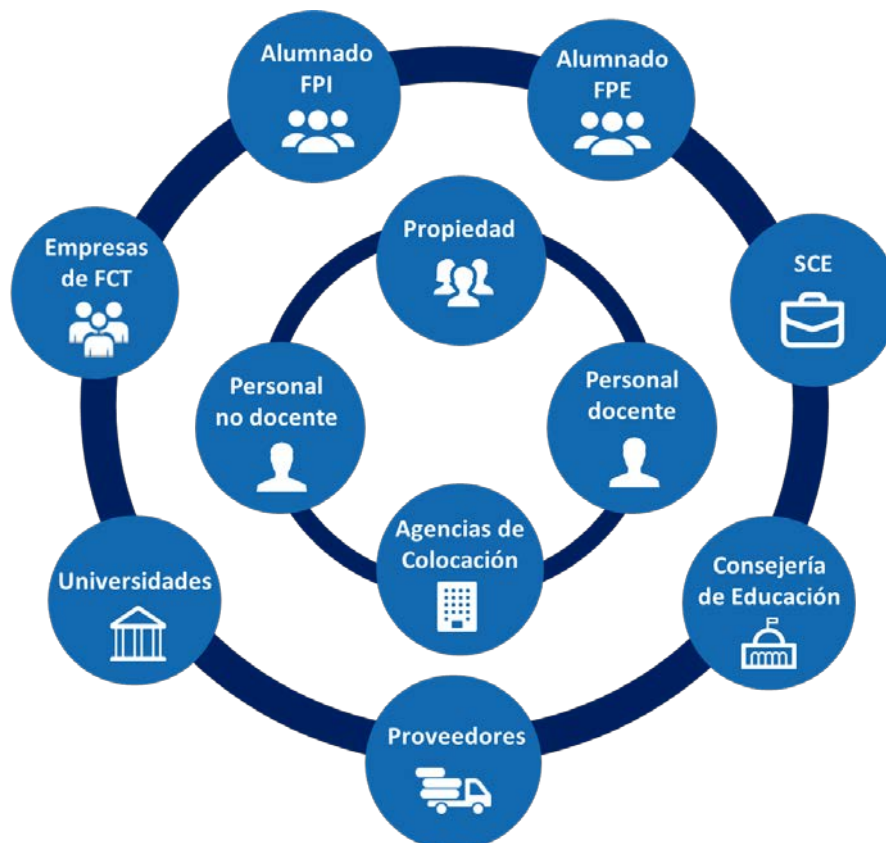 Alumnado
FPI
Alumnado
FPE
Empresas
de FCT
Propiedad
SCE
Personal
no docente
Personal
docente
Agencias de
Colocación
Universidades
Consejería
de Educación
Proveedores